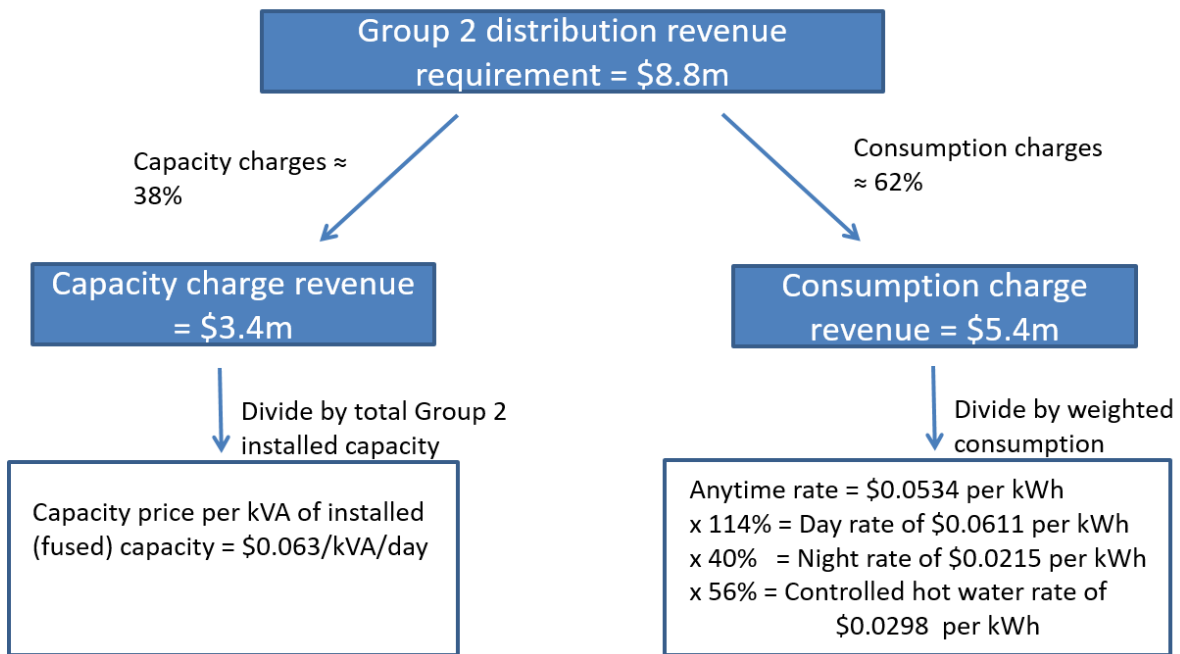 Group 2 distribution revenue
requirement = $8.8m
Capacity charges ≈
38%
Consumption charges
≈ 62%
Capacity charge revenue
= $3.4m
Consumption charge
revenue = $5.4m
Divide by total Group 2
installed capacity
Divide by weighted
consumption
Capacity price per kVA of installed
(fused) capacity = $0.063/kVA/day
Anytime rate = $0.0534 per kWh
x 114% = Day rate of $0.0611 per kWh
x 40%   = Night rate of $0.0215 per kWh
x 56% = Controlled hot water rate of
$0.0298  per kWh